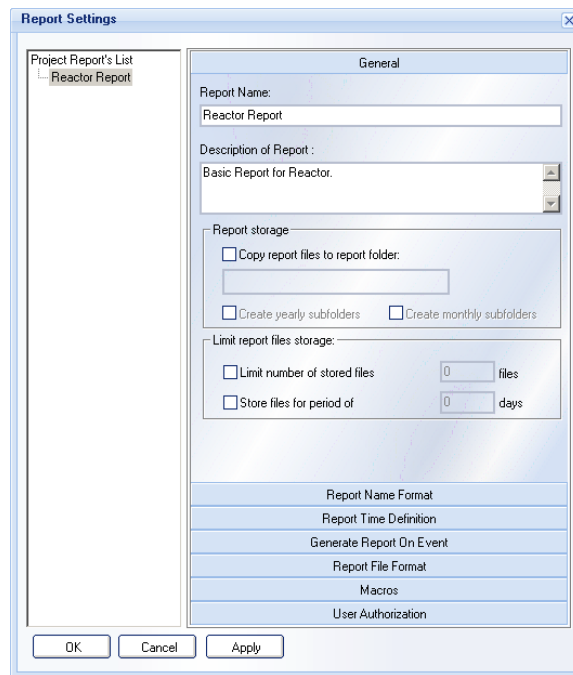 Report Settings
Project Report's List
Reactor Report
General
Report Name:
Reactor Report
Description of Report :
Basic Report for Reactor.
Report storage
Copy report files to report folder:
Create yearly subfolders Create monthly subfolders
Limit report files storage:
Limit number of stored files 0 files
Store files for period of 0 days
Report Name Format
Report Time Definition
Generate Report On Event
Report File Format
Macros
User Authorization
OK Cancel Apply